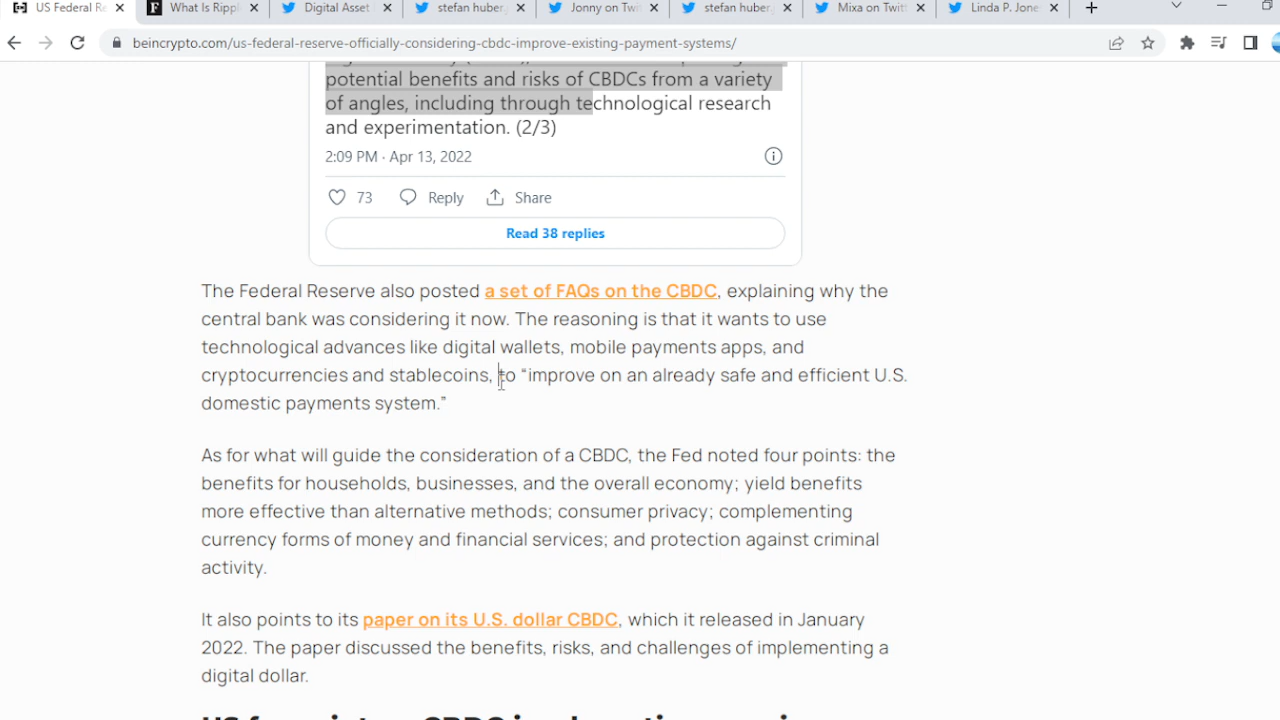 US Federal Re
What Is Ripple
Digital Asset
stefan huber
Jonny on Twi
stefan huber
Mixa on Twitt
Linda P. Jones
beincrypto.com/us-federal-reserve-officially-considering-cbdc-improve-existing-payment-systems/
potential benefits and risks of CBDCs from a variety
of angles, including through technological research
and experimentation. (2/3)
2:09 PM · Apr 13, 2022
73 Reply Share
Read 38 replies
The Federal Reserve also posted a set of FAQs on the CBDC, explaining why the
central bank was considering it now. The reasoning is that it wants to use
technological advances like digital wallets, mobile payments apps, and
cryptocurrencies and stablecoins, to “improve on an already safe and efficient U.S.
domestic payments system.”
As for what will guide the consideration of a CBDC, the Fed noted four points: the
benefits for households, businesses, and the overall economy; yield benefits
more effective than alternative methods; consumer privacy; complementing
currency forms of money and financial services; and protection against criminal
activity.
It also points to its paper on its U.S. dollar CBDC, which it released in January
2022. The paper discussed the benefits, risks, and challenges of implementing a
digital dollar.